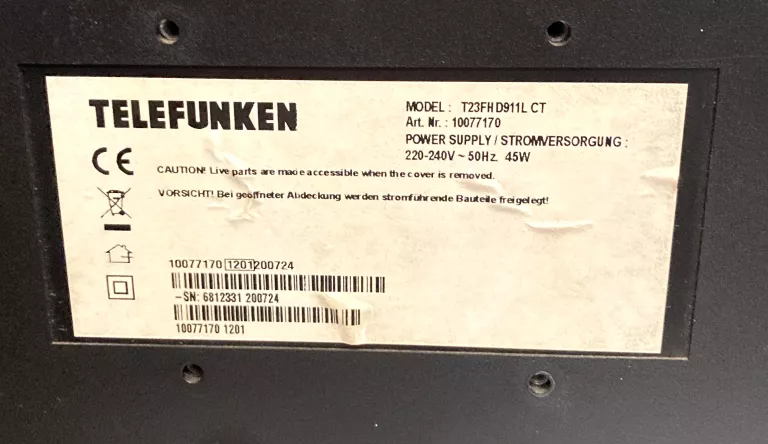 TELEFUNKEN
MODEL : T23FHD911L CT
Art. Nr. : 10077170
POWER SUPPLY / STROMVERSORGUNG :
220-240V ~ 50Hz. 45W
CE
CAUTION! Live parts are made accessible when the cover is removed.
VORSICHT! Bei geöffneter Abdeckung werden stromführende Bauteile freigelegt!
10077170 1201 200724
-SN: 6812331 200724
10077170 1201